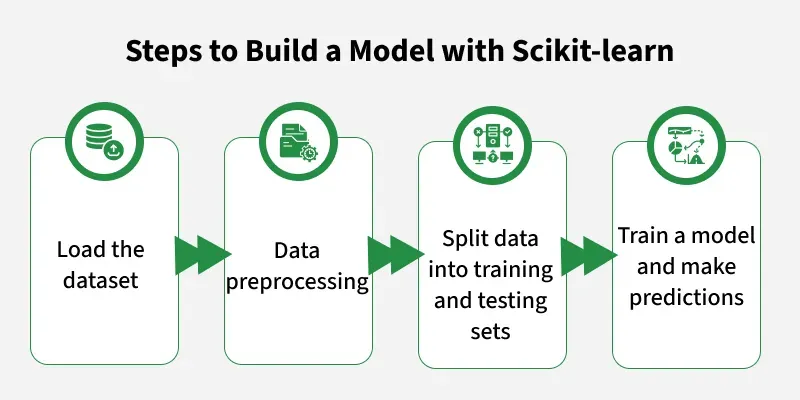 Steps to Build a Model with Scikit-learn
Load the
dataset
Data
preprocessing
Split data
into training
and testing
sets
Train a model
and make
predictions